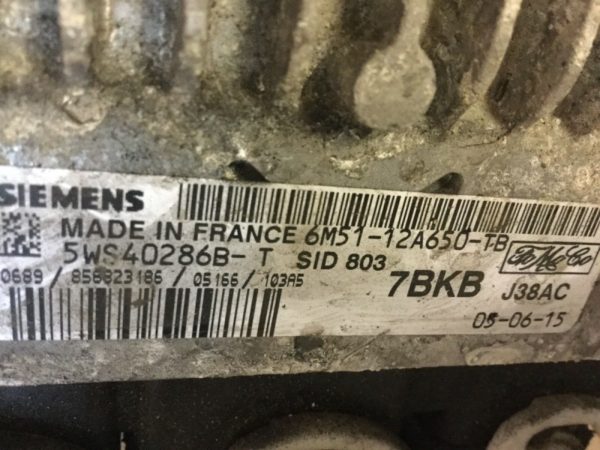 SIEMENS
MADE IN FRANCE 6M51-12A650-TB
5WS40286B-T SID 803 FoMoCo
0689 / 856823186 / 05166 / 103A5 7BKB J38AC
05-06-15